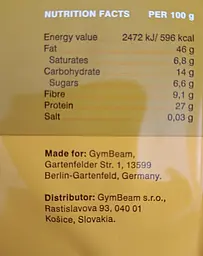 NUTRITION FACTS PER 100 g
Energy value 2472 kJ/ 596 kcal
Fat 46 g
Saturates 6,8 g
Carbohydrate 14 g
Sugars 6,6 g
Fibre 9,1 g
Protein 27 g
Salt 0,03 g
Made for: GymBeam,
Gartenfelder Str. 1, 13599
Berlin-Gartenfeld, Germany.
Distributor: GymBeam s.r.o.,
Rastislavova 93, 040 01
Košice, Slovakia.